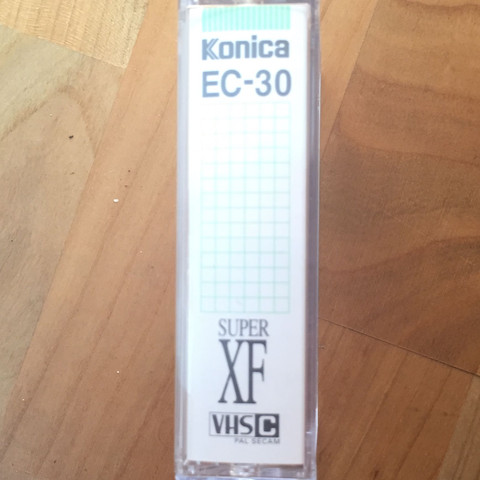 Konica
EC-30
SUPER
XF
VHS C
PAL SECAM